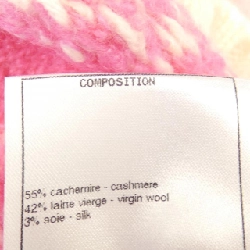 COMPOSITION
55% cachemire - cashmere
42% laine vierge - virgin wool
3% soie - silk